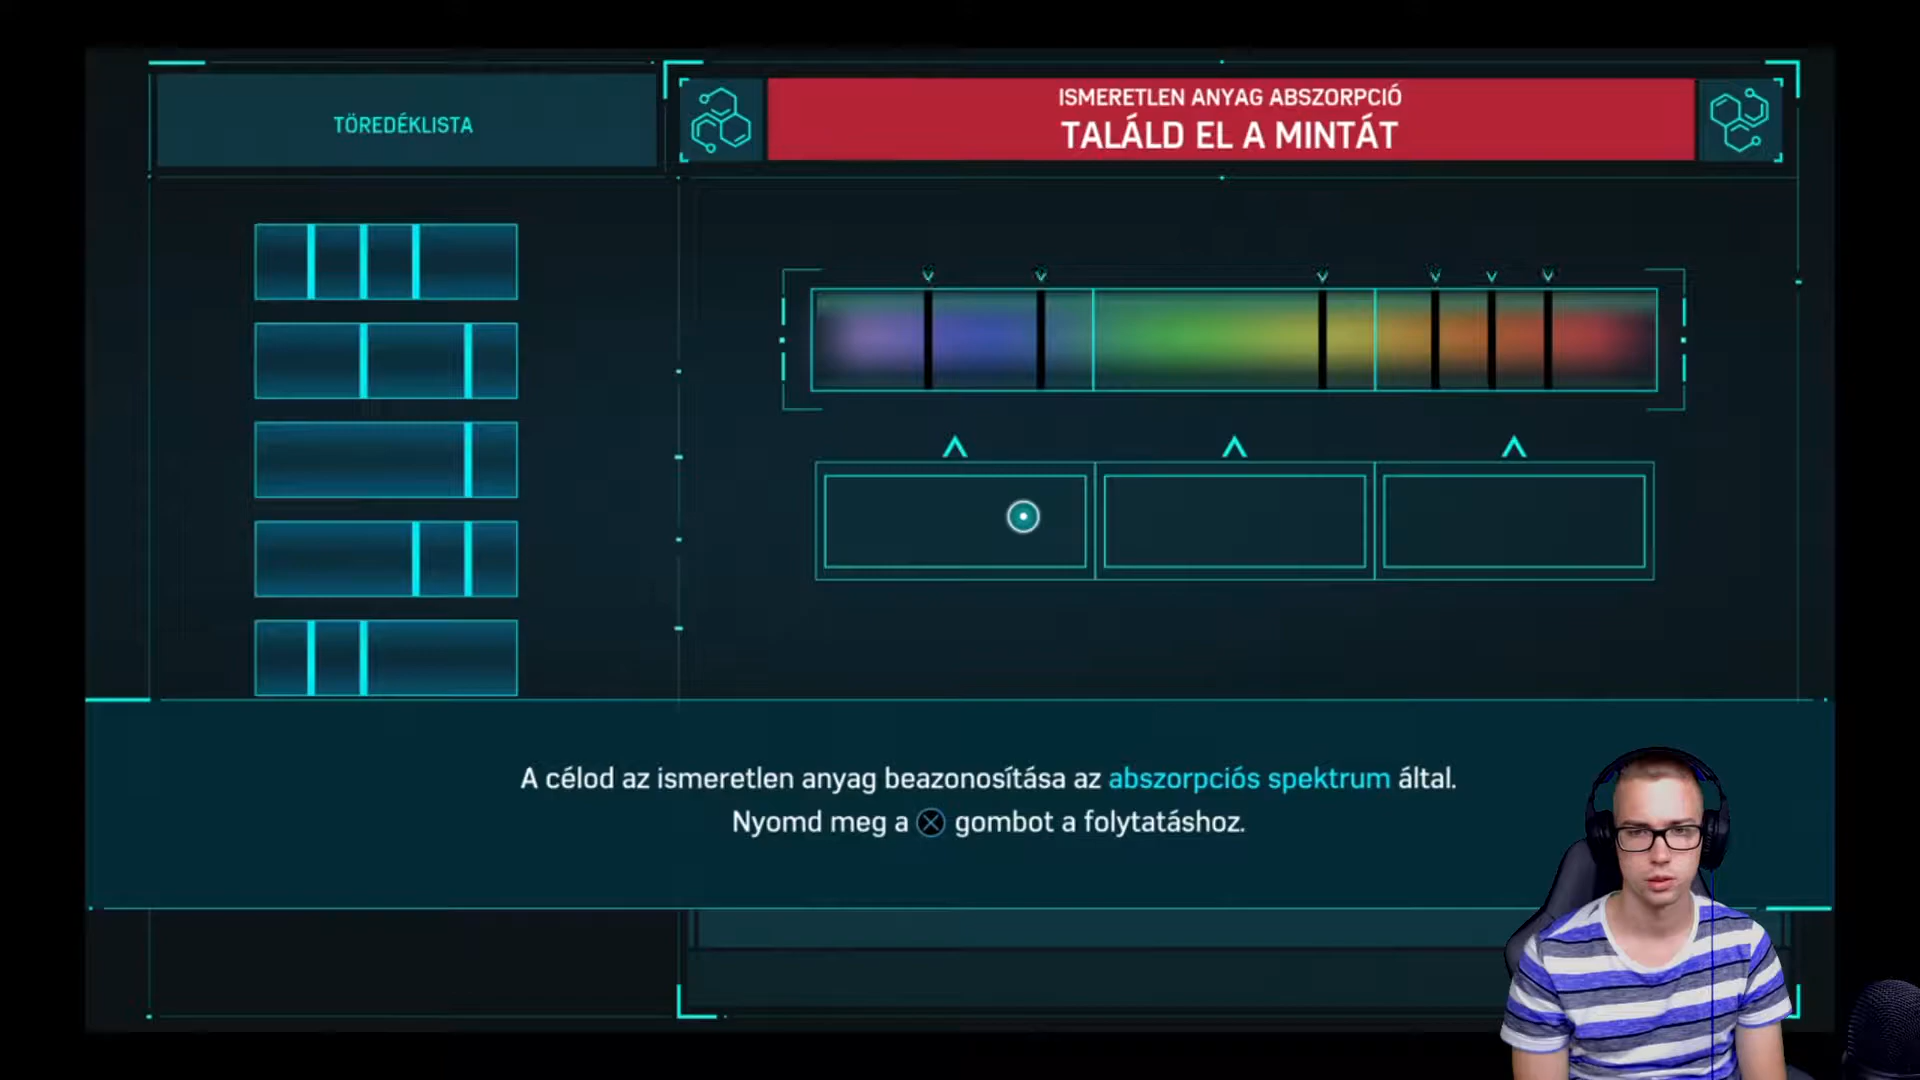 TÖREDÉKLISTA
ISMERETLEN ANYAG ABSZORPCIÓ
TALÁLD EL A MINTÁT
A célod az ismeretlen anyag beazonosítása az abszorpciós spektrum által.
Nyomd meg a gombot a folytatáshoz.